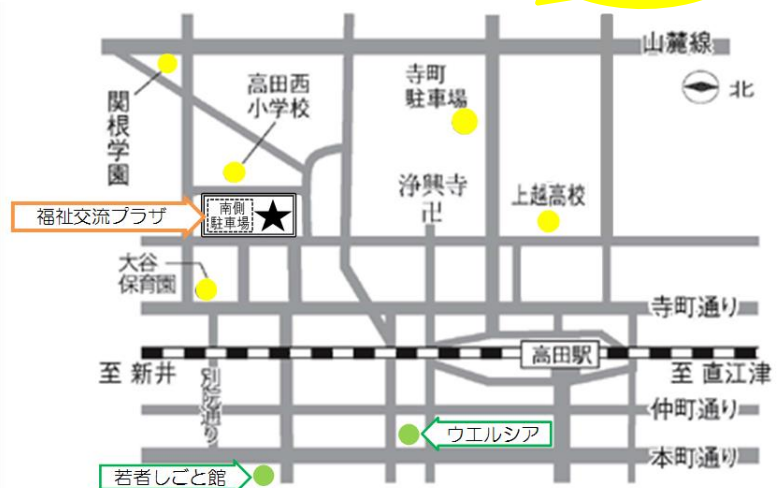 山麓線
北
関根学園
高田西
小学校
寺町
駐車場
浄興寺
卍
上越高校
福祉交流プラザ
南側
駐車場
★
大谷
保育園
寺町通り
高田駅
至 新井
至 直江津
別院通り
仲町通り
ウエルシア
本町通り
若者しごと館